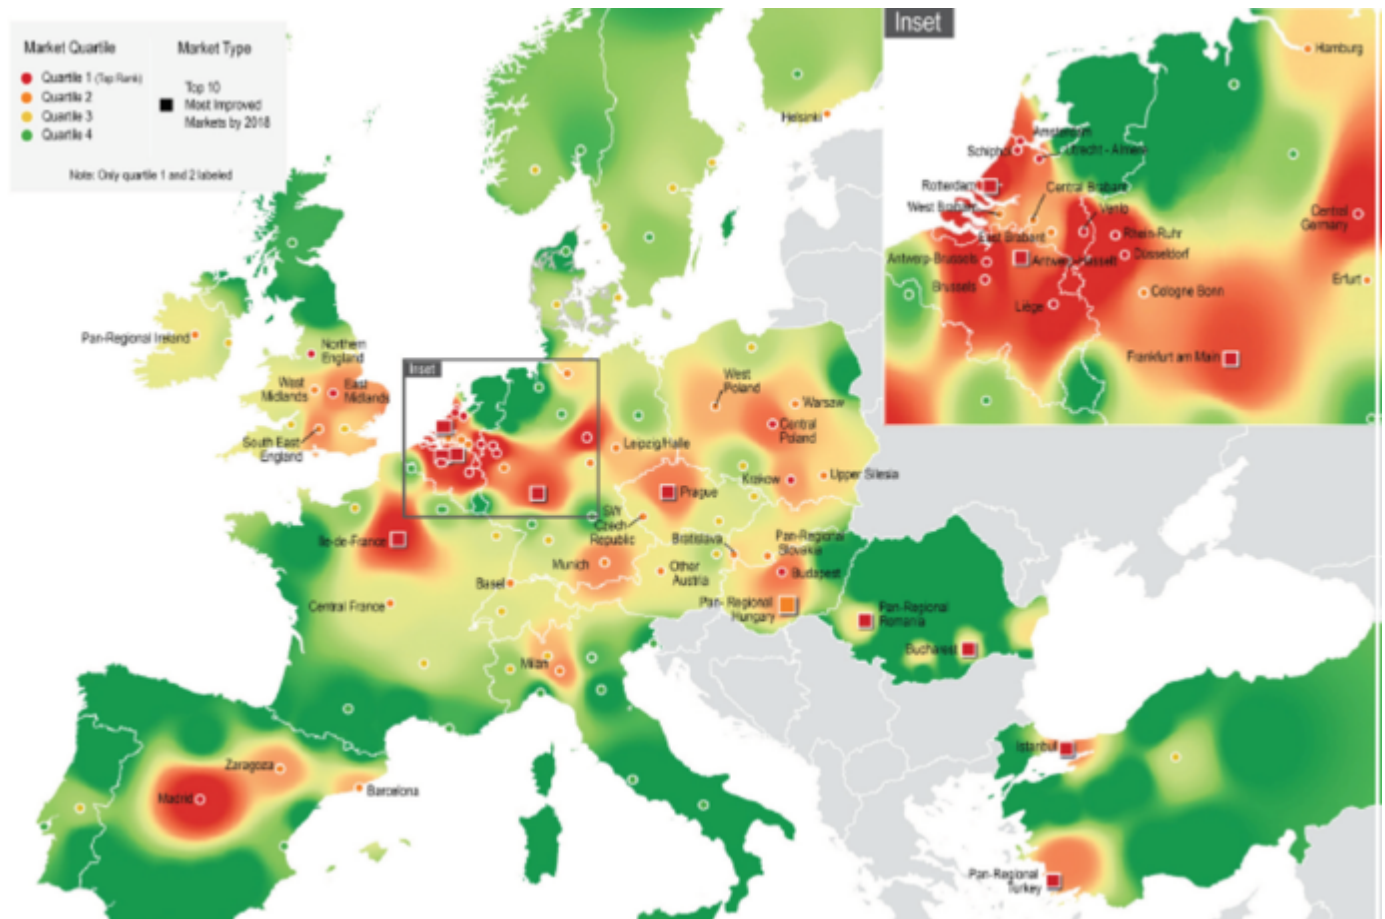 Market Quartile
Quartile 1 (Top Rank)
Quartile 2
Quartile 3
Quartile 4
Market Type
Top 10
Most Improved
Markets by 2018
Note: Only quartile 1 and 2 labeled
Helsinki
Pan-Regional Ireland
Northern
England
West
Midlands
East
Midlands
South East
England
Inset
West
Poland
Warsaw
Central
Poland
Leipzig/Halle
Krakow
Upper Silesia
Prague
SW
Czech
Republic
Île-de-France
Bratislava
Pan-Regional
Slovakia
Munich
Other
Austria
Budapest
Basel
Central France
Pan-Regional
Hungary
Pan-Regional
Romania
Bucharest
Milan
Zaragoza
Madrid
Barcelona
Istanbul
Pan-Regional
Turkey
Inset
Hamburg
Amsterdam
Schiphol
Utrecht - Almere
Rotterdam
Central Brabant
West Brabant
Venlo
East Brabant
Rhein-Ruhr
Central
Germany
Antwerp-Brussels
Antwerp-Hasselt
Düsseldorf
Brussels
Cologne Bonn
Erfurt
Liège
Frankfurt am Main